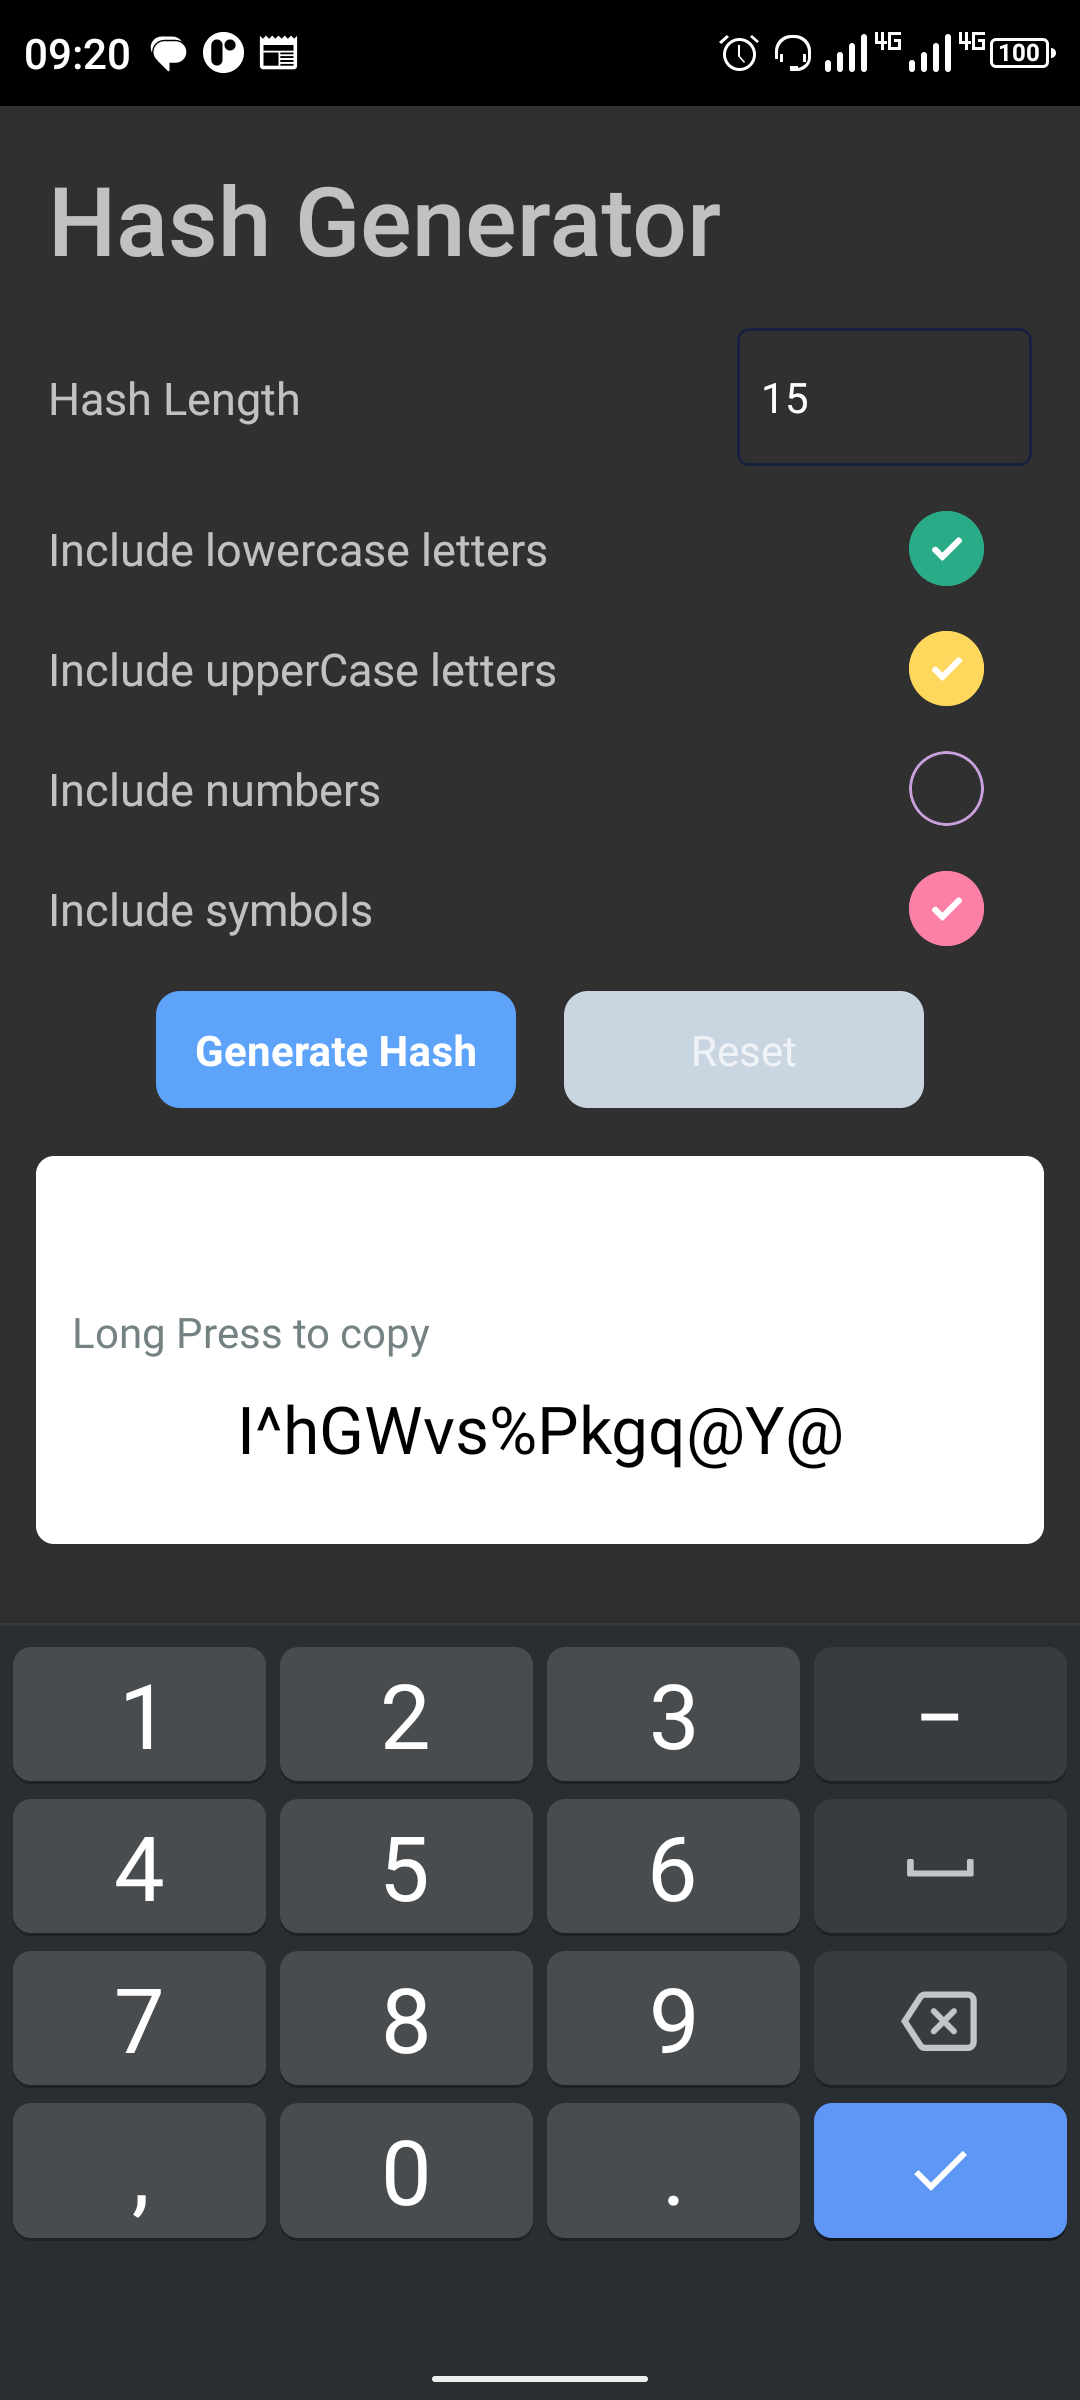 09:20 4G 4G 100
Hash Generator
Hash Length 15
Include lowercase letters
Include upperCase letters
Include numbers
Include symbols
Generate Hash Reset
Long Press to copy
I^hGWvs%Pkgq@Y@
1 2 3 -
4 5 6
7 8 9
, 0 .